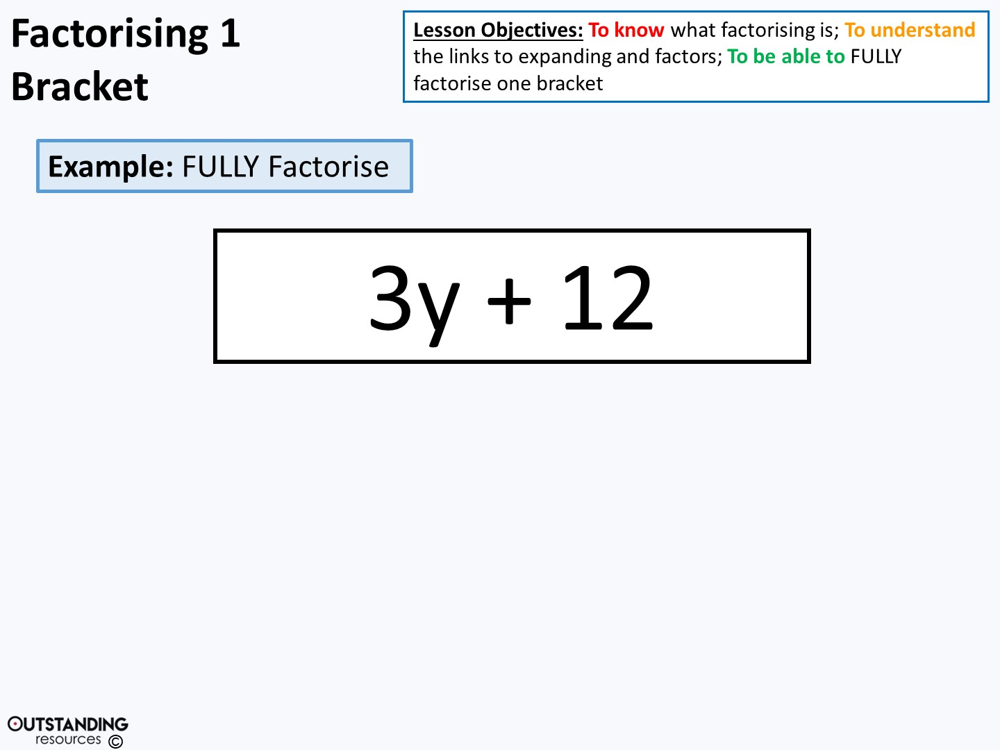 Factorising 1
Bracket
Lesson Objectives: To know what factorising is; To understand
the links to expanding and factors; To be able to FULLY
factorise one bracket
Example: FULLY Factorise
3y + 12
OUTSTANDING
resources ©